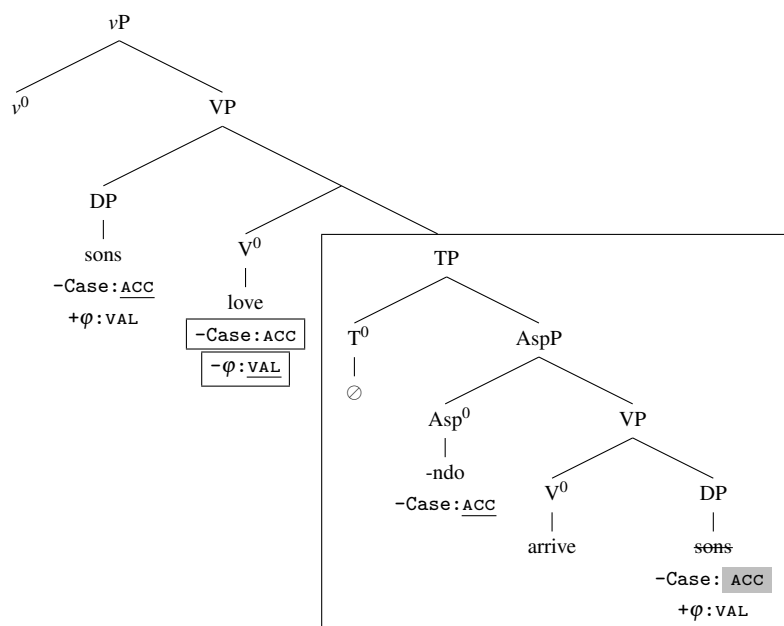 vP
v⁰
VP
DP
sons
-Case:ACC
+φ:VAL
V⁰
love
-Case:ACC
-φ:VAL
TP
T⁰
∅
AspP
Asp⁰
-ndo
-Case:ACC
VP
V⁰
arrive
DP
sons
-Case: ACC
+φ:VAL